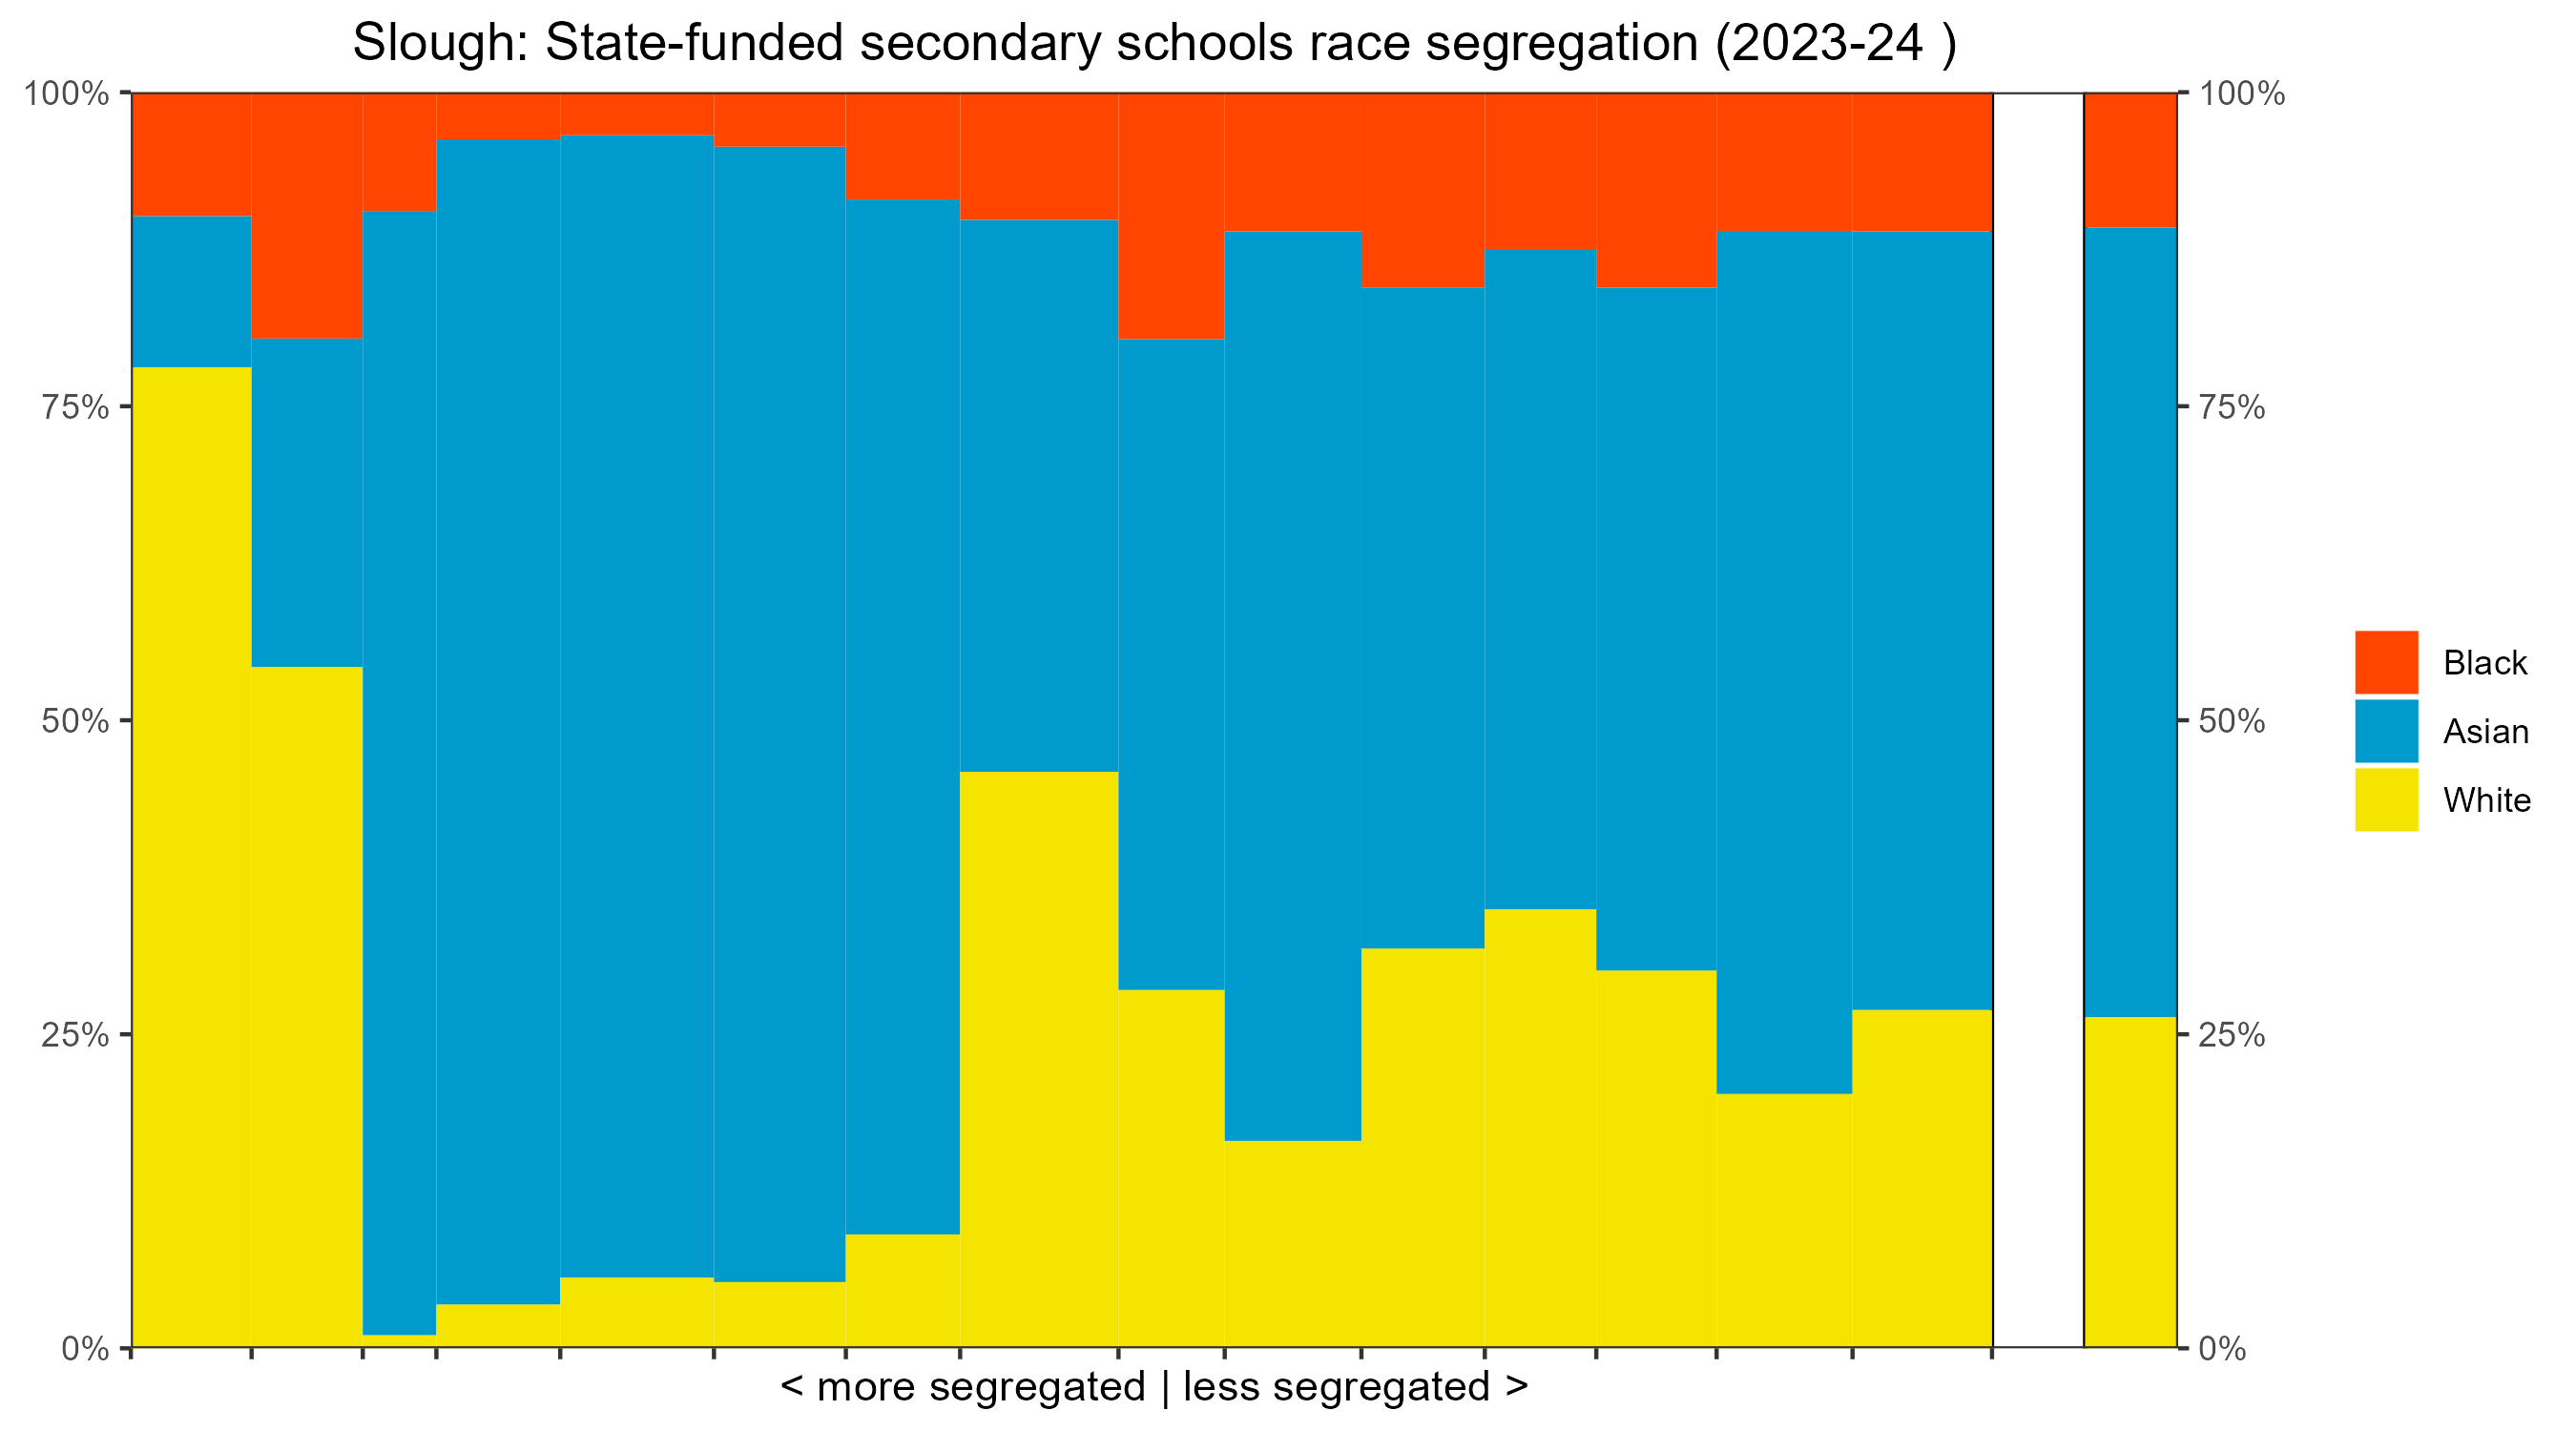 Slough: State-funded secondary schools race segregation (2023-24 )
100%
75%
50%
25%
0%
100%
75%
50%
25%
0%
Black
Asian
White
< more segregated | less segregated >